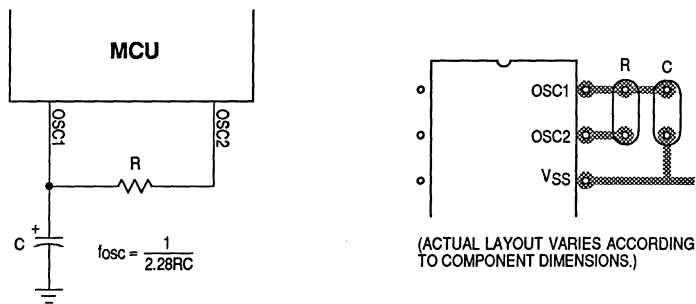 MCU
OSC1
OSC2
R
+
C
fOSC = 1
2.28RC
R C
OSC1
OSC2
VSS
(ACTUAL LAYOUT VARIES ACCORDING
TO COMPONENT DIMENSIONS.)